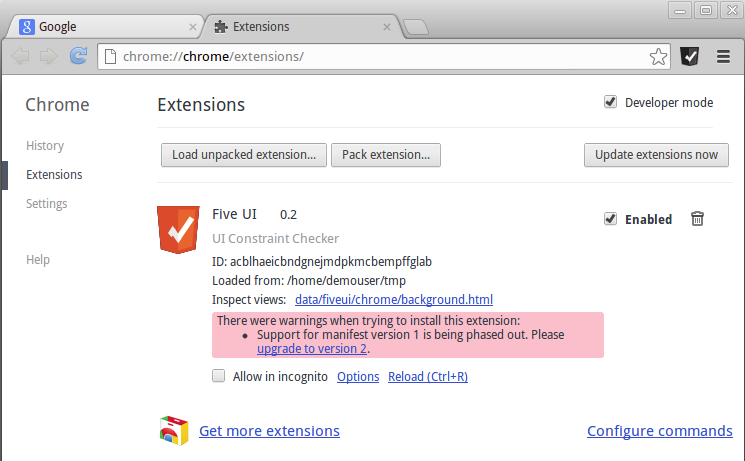 Google
Extensions
chrome://chrome/extensions/
Chrome
Extensions
Developer mode
History
Extensions
Settings
Help
Load unpacked extension...
Pack extension...
Update extensions now
Five UI 0.2
Enabled
UI Constraint Checker
ID: acblhaeicbndgnejmdpkmcbempffglab
Loaded from: /home/demouser/tmp
Inspect views: data/fiveui/chrome/background.html
There were warnings when trying to install this extension:
• Support for manifest version 1 is being phased out. Please
upgrade to version 2.
Allow in incognito Options Reload (Ctrl+R)
Get more extensions
Configure commands